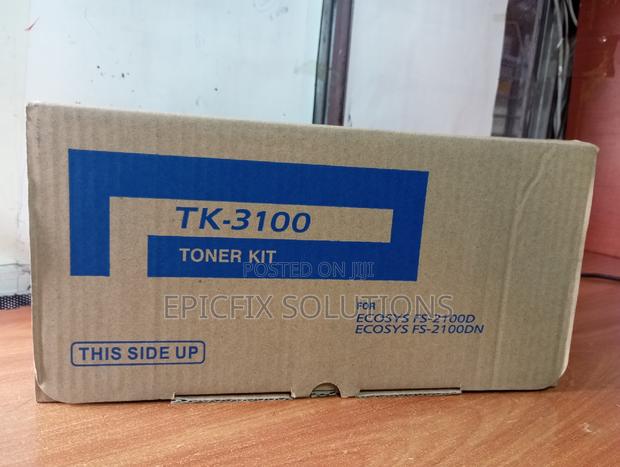 TK-3100
TONER KIT
POSTED ON JIJI
EPICFIX SOLUTIONS
FOR
ECOSYS FS-2100D
ECOSYS FS-2100DN
THIS SIDE UP